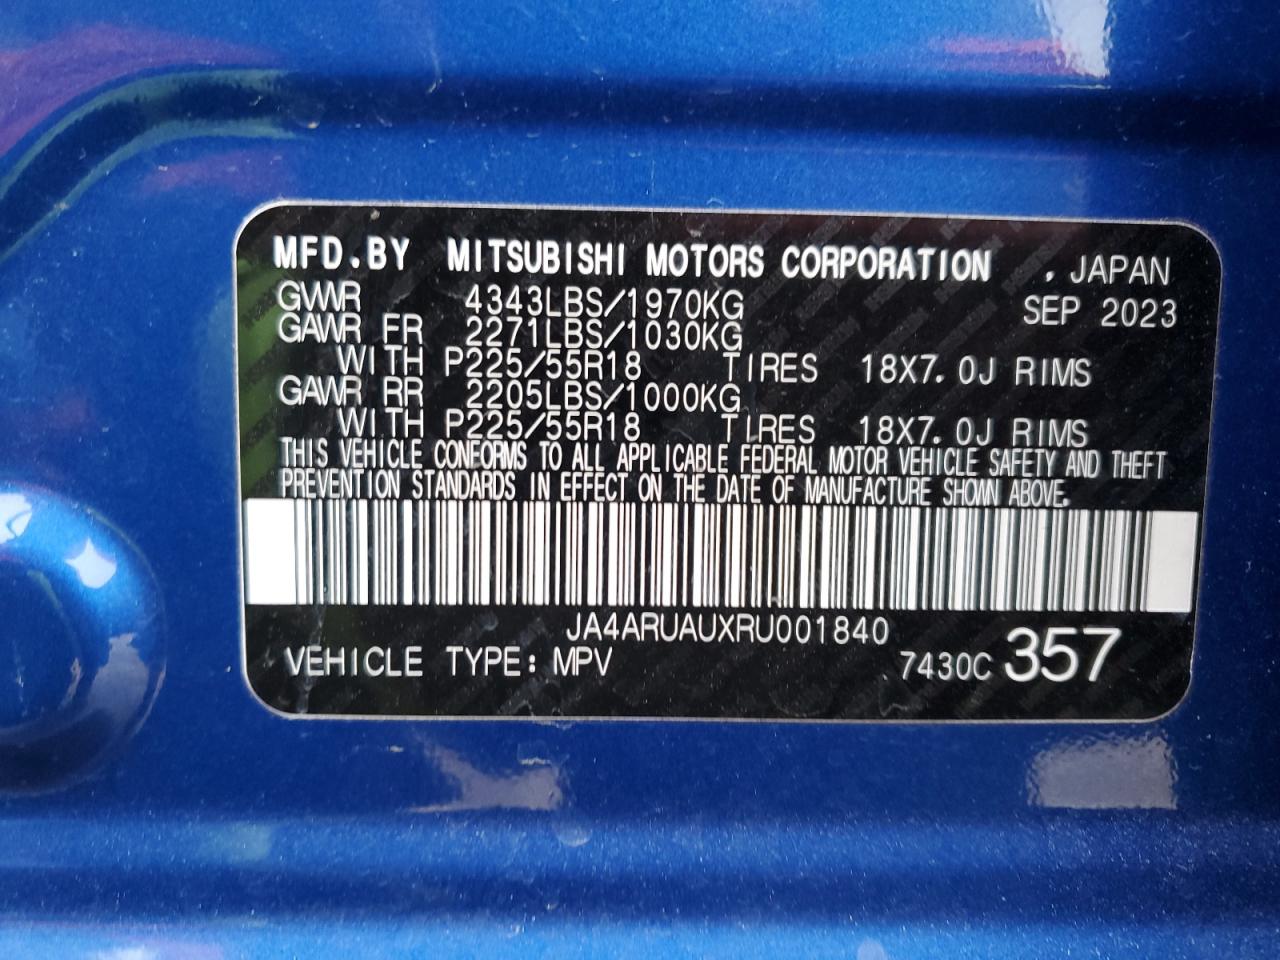 MFD.BY MITSUBISHI MOTORS CORPORATION . JAPAN
GVWR 4343LBS/1970KG SEP 2023
GAWR FR 2271LBS/1030KG
WITH P225/55R18 TIRES 18X7.0J RIMS
GAWR RR 2205LBS/1000KG
WITH P225/55R18 TIRES 18X7.0J RIMS
THIS VEHICLE CONFORMS TO ALL APPLICABLE FEDERAL MOTOR VEHICLE SAFETY AND THEFT
PREVENTION STANDARDS IN EFFECT ON THE DATE OF MANUFACTURE SHOWN ABOVE.
JA4ARUAUXRU001840
VEHICLE TYPE: MPV 7430C 357